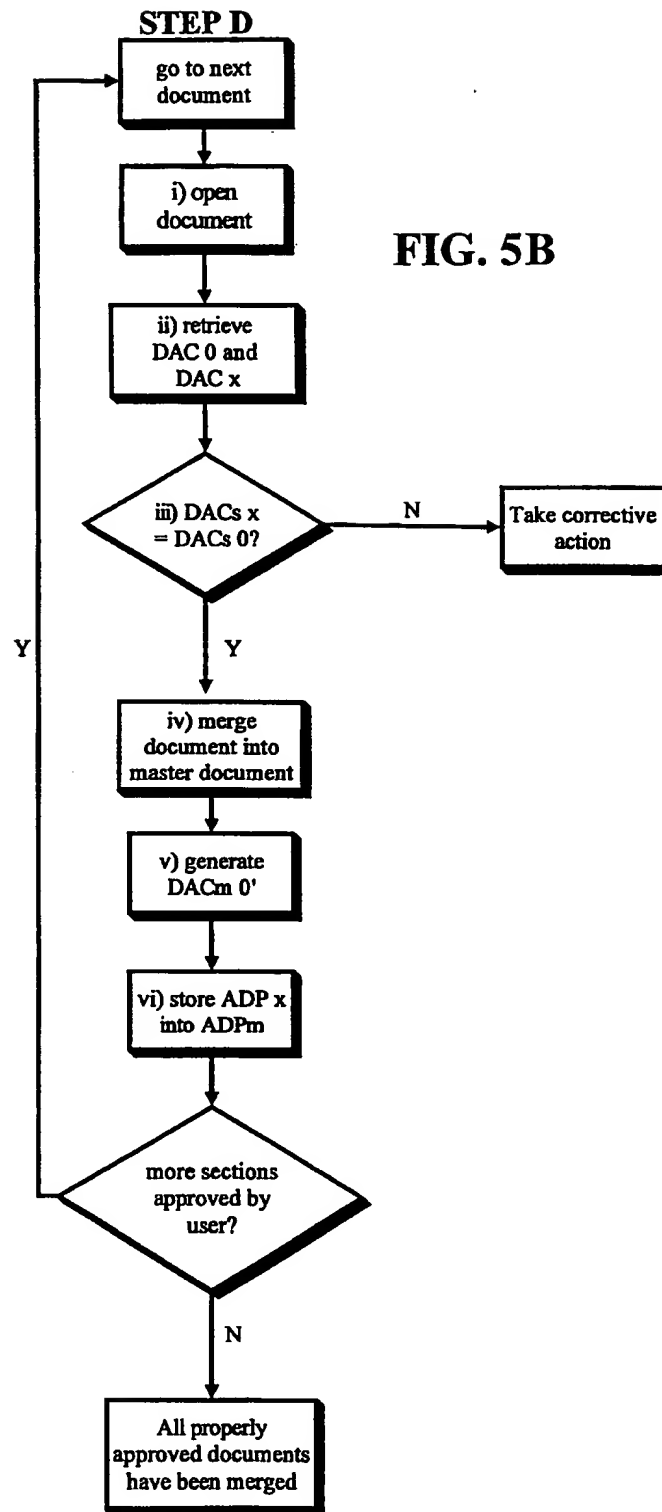 STEP D
go to next
document
i) open
document
FIG. 5B
ii) retrieve
DAC 0 and
DAC x
iii) DACs x
= DACs 0?
N
Take corrective
action
Y
Y
iv) merge
document into
master document
v) generate
DACm 0'
vi) store ADP x
into ADPm
more sections
approved by
user?
N
All properly
approved documents
have been merged